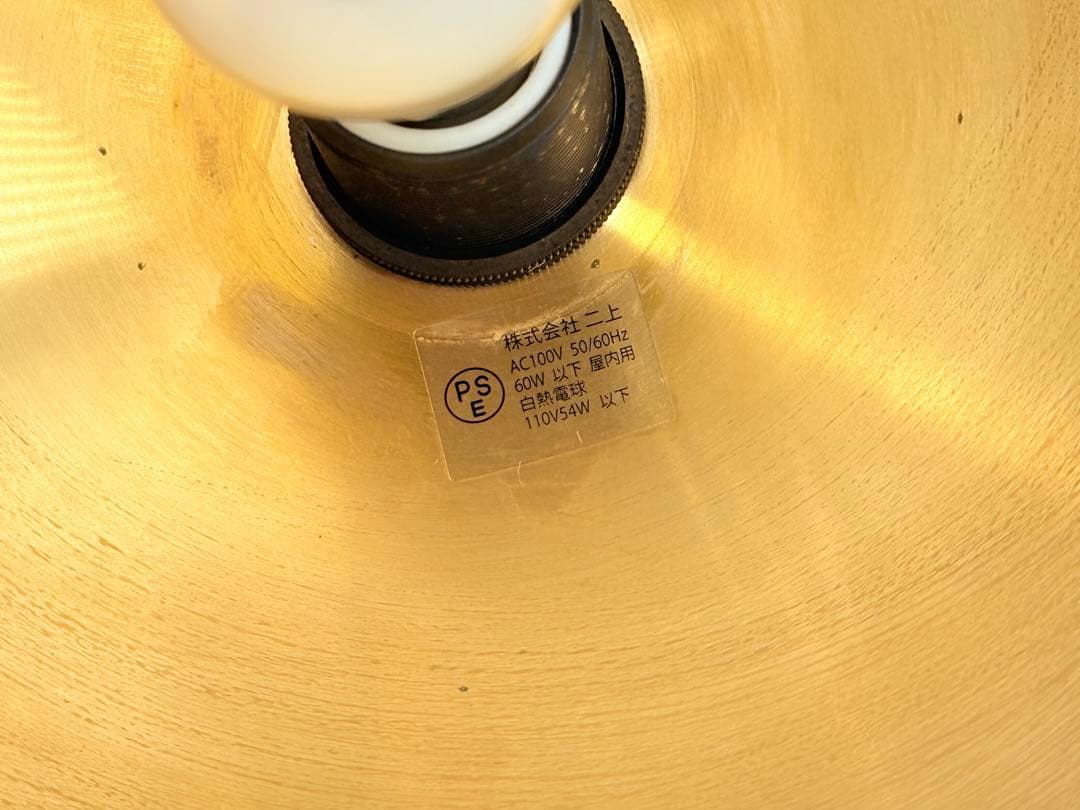 株式会社 二上
AC100V 50/60Hz
60W 以下 屋内用
白熱電球
110V54W 以下
PS
E